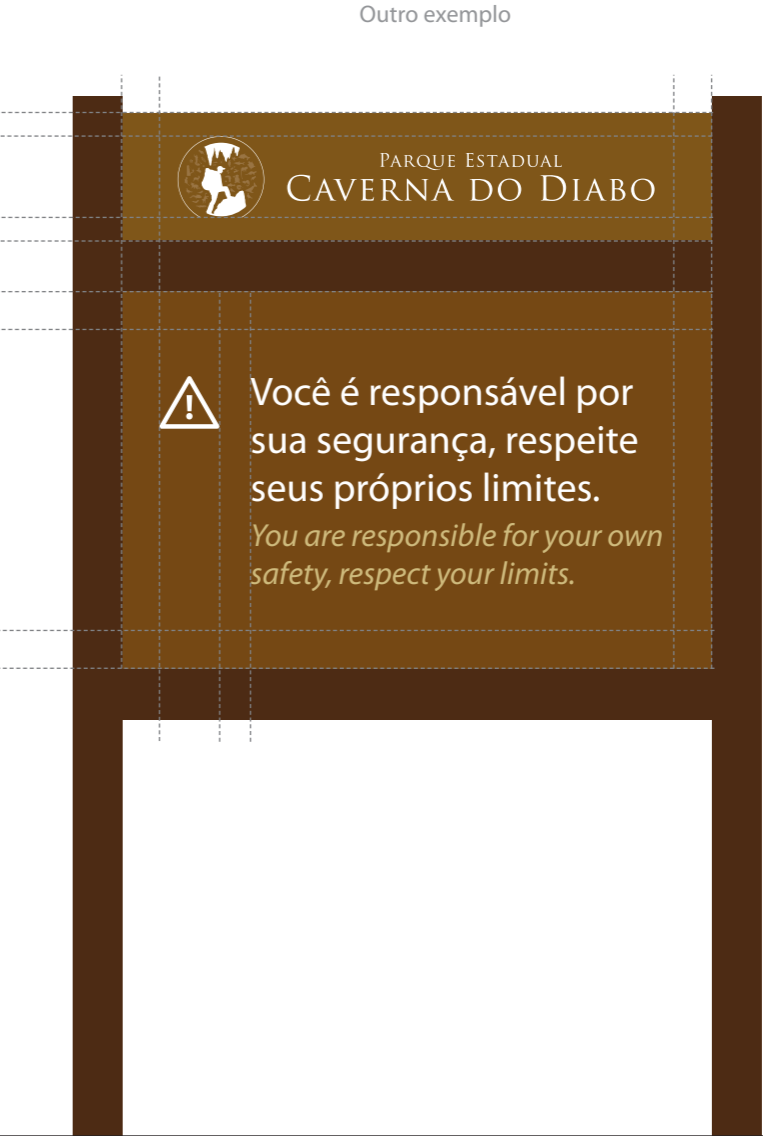 Outro exemplo
Parque Estadual
Caverna do Diabo
Você é responsável por
sua segurança, respeite
seus próprios limites.
You are responsible for your own
safety, respect your limits.